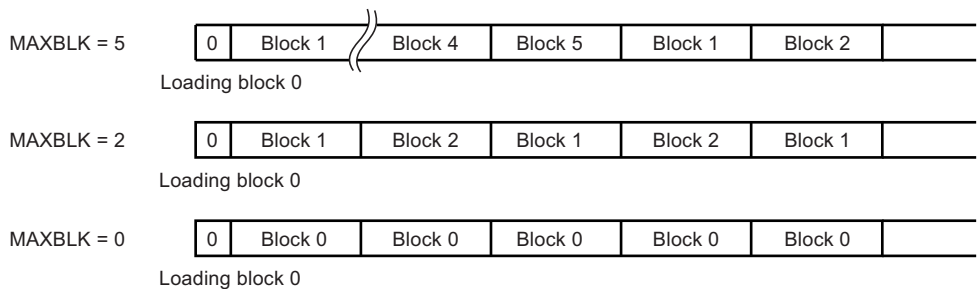 MAXBLK = 5 0 Block 1 Block 4 Block 5 Block 1 Block 2
Loading block 0
MAXBLK = 2 0 Block 1 Block 2 Block 1 Block 2 Block 1
Loading block 0
MAXBLK = 0 0 Block 0 Block 0 Block 0 Block 0 Block 0
Loading block 0